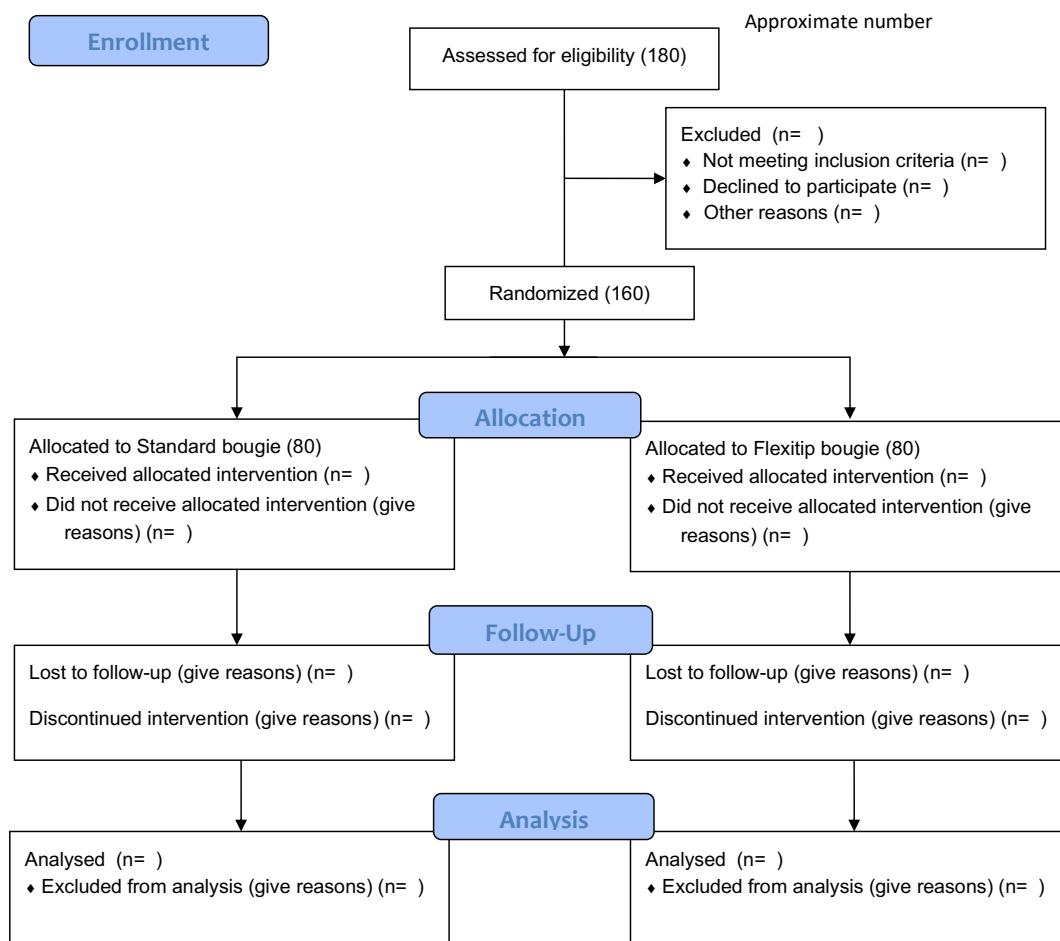 Enrollment
Approximate number
Assessed for eligibility (180)
Excluded (n= )
♦ Not meeting inclusion criteria (n= )
♦ Declined to participate (n= )
♦ Other reasons (n= )
Randomized (160)
Allocation
Allocated to Standard bougie (80)
♦ Received allocated intervention (n= )
♦ Did not receive allocated intervention (give
reasons) (n= )
Allocated to Flexitip bougie (80)
♦ Received allocated intervention (n= )
♦ Did not receive allocated intervention (give
reasons) (n= )
Follow-Up
Lost to follow-up (give reasons) (n= )
Discontinued intervention (give reasons) (n= )
Lost to follow-up (give reasons) (n= )
Discontinued intervention (give reasons) (n= )
Analysis
Analysed (n= )
♦ Excluded from analysis (give reasons) (n= )
Analysed (n= )
♦ Excluded from analysis (give reasons) (n= )